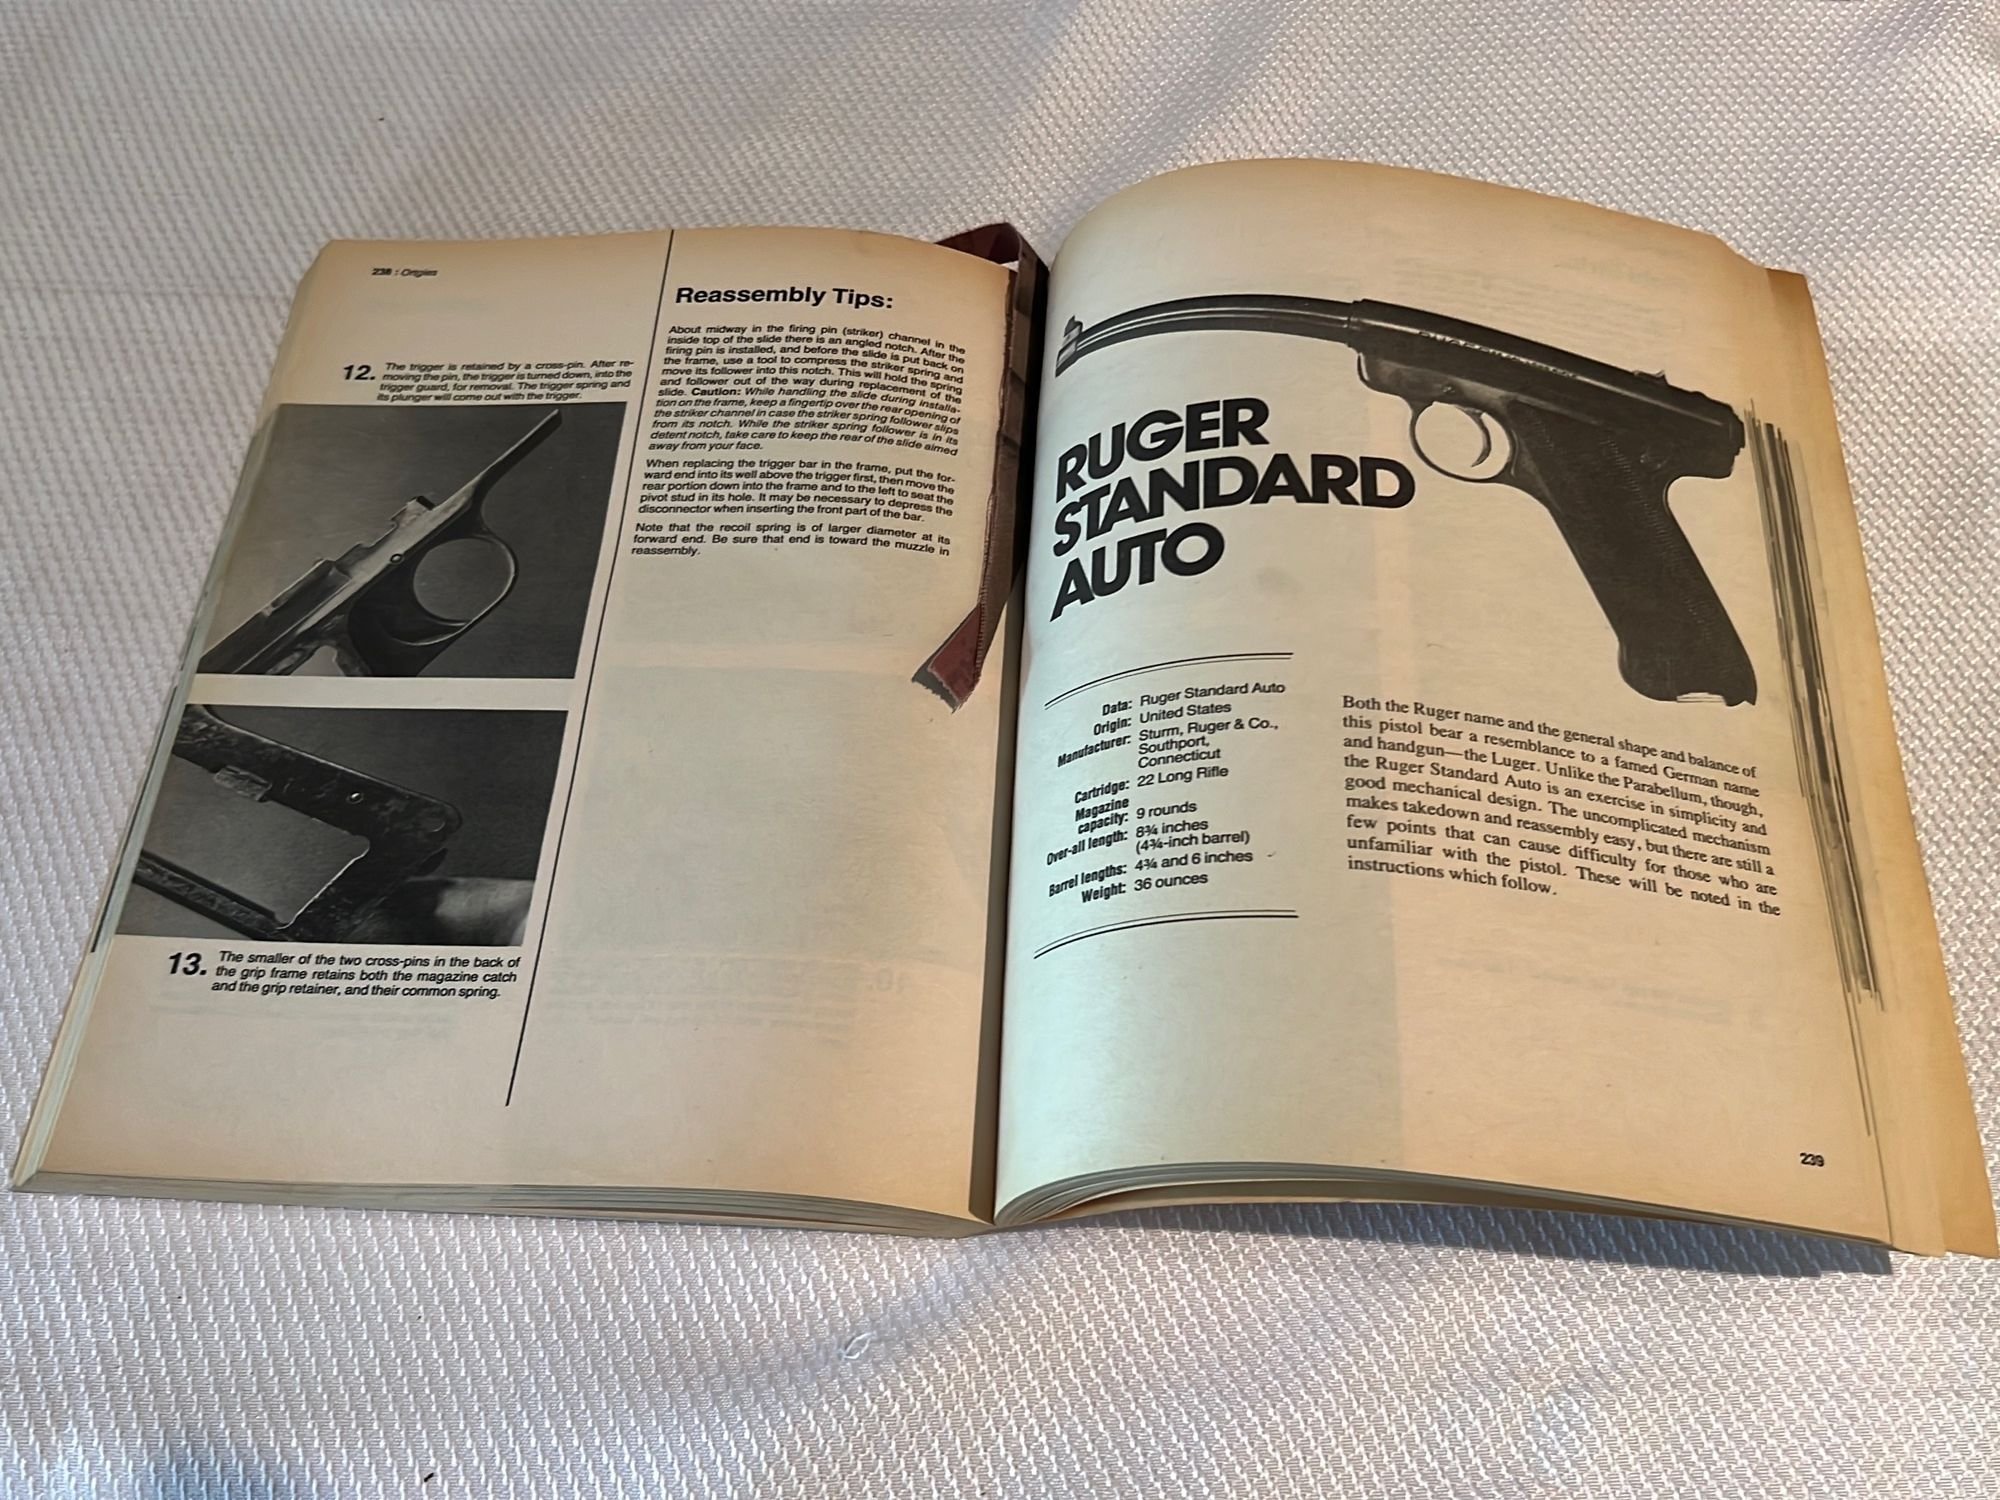 238 : Ortgies
12. The trigger is retained by a cross-pin. After re-
moving the pin, the trigger is turned down, into the
trigger guard, for removal. The trigger spring and
its plunger will come out with the trigger.
13. The smaller of the two cross-pins in the back of
the grip frame retains both the magazine catch
and the grip retainer, and their common spring.
Reassembly Tips:
About midway in the firing pin (striker) channel in the
inside top of the slide there is an angled notch. After the
firing pin is installed, and before the slide is put back on
the frame, use a tool to compress the striker spring and
move its follower into this notch. This will hold the spring
and follower out of the way during replacement of the
slide. Caution: While handling the slide during installa-
tion on the frame, keep a fingertip over the rear opening of
the striker channel in case the striker spring follower slips
from its notch. While the striker spring follower is in its
detent notch, take care to keep the rear of the slide aimed
away from your face.
When replacing the trigger bar in the frame, put the for-
ward end into its well above the trigger first, then move the
rear portion down into the frame and to the left to seat the
pivot stud in its hole. It may be necessary to depress the
disconnector when inserting the front part of the bar.
Note that the recoil spring is of larger diameter at its
forward end. Be sure that end is toward the muzzle in
reassembly.
RUGER
STANDARD
AUTO
Data: Ruger Standard Auto
Origin: United States
Manufacturer: Sturm, Ruger & Co.,
Southport,
Connecticut
Cartridge: 22 Long Rifle
Magazine
capacity: 9 rounds
Over-all length: 8¾ inches
(4¾-inch barrel)
Barrel lengths: 4¾ and 6 inches
Weight: 36 ounces
Both the Ruger name and the general shape and balance of
this pistol bear a resemblance to a famed German name
and handgun—the Luger. Unlike the Parabellum, though,
the Ruger Standard Auto is an exercise in simplicity and
good mechanical design. The uncomplicated mechanism
makes takedown and reassembly easy, but there are still a
few points that can cause difficulty for those who are
unfamiliar with the pistol. These will be noted in the
instructions which follow.
239